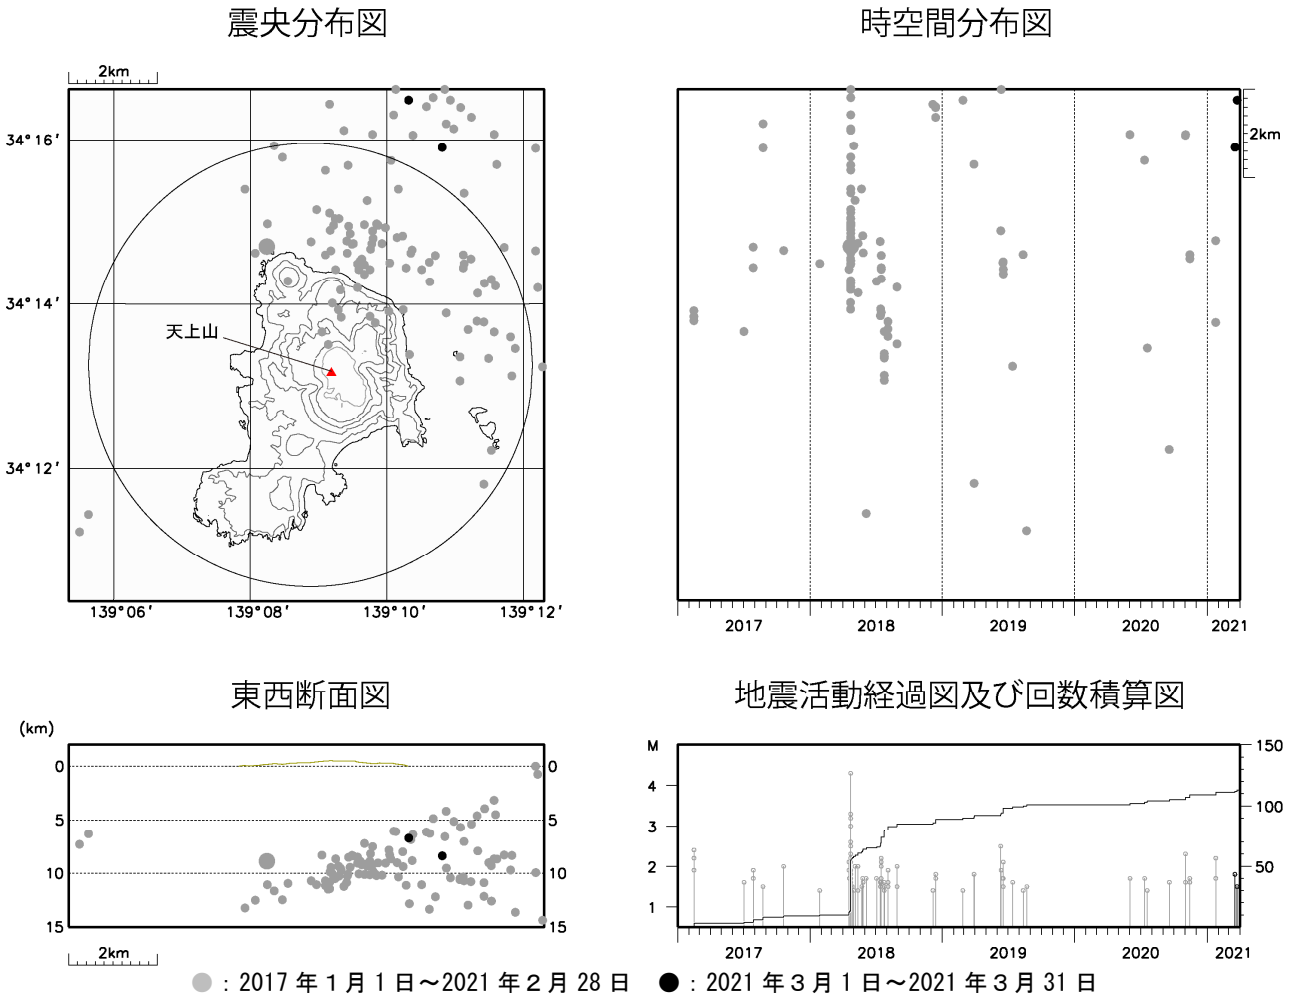 震央分布図
時空間分布図
2km
34°16′
34°14′
34°12′
天上山
139°06′ 139°08′ 139°10′ 139°12′
2km
2017 2018 2019 2020 2021
東西断面図
地震活動経過図及び回数積算図
(km)
0 0
5 5
10 10
15 15
2km
M
4
3
2
1
150
100
50
2017 2018 2019 2020 2021
：2017 年 1 月 1 日～2021 年 2 月 28 日 ：2021 年 3 月 1 日～2021 年 3 月 31 日